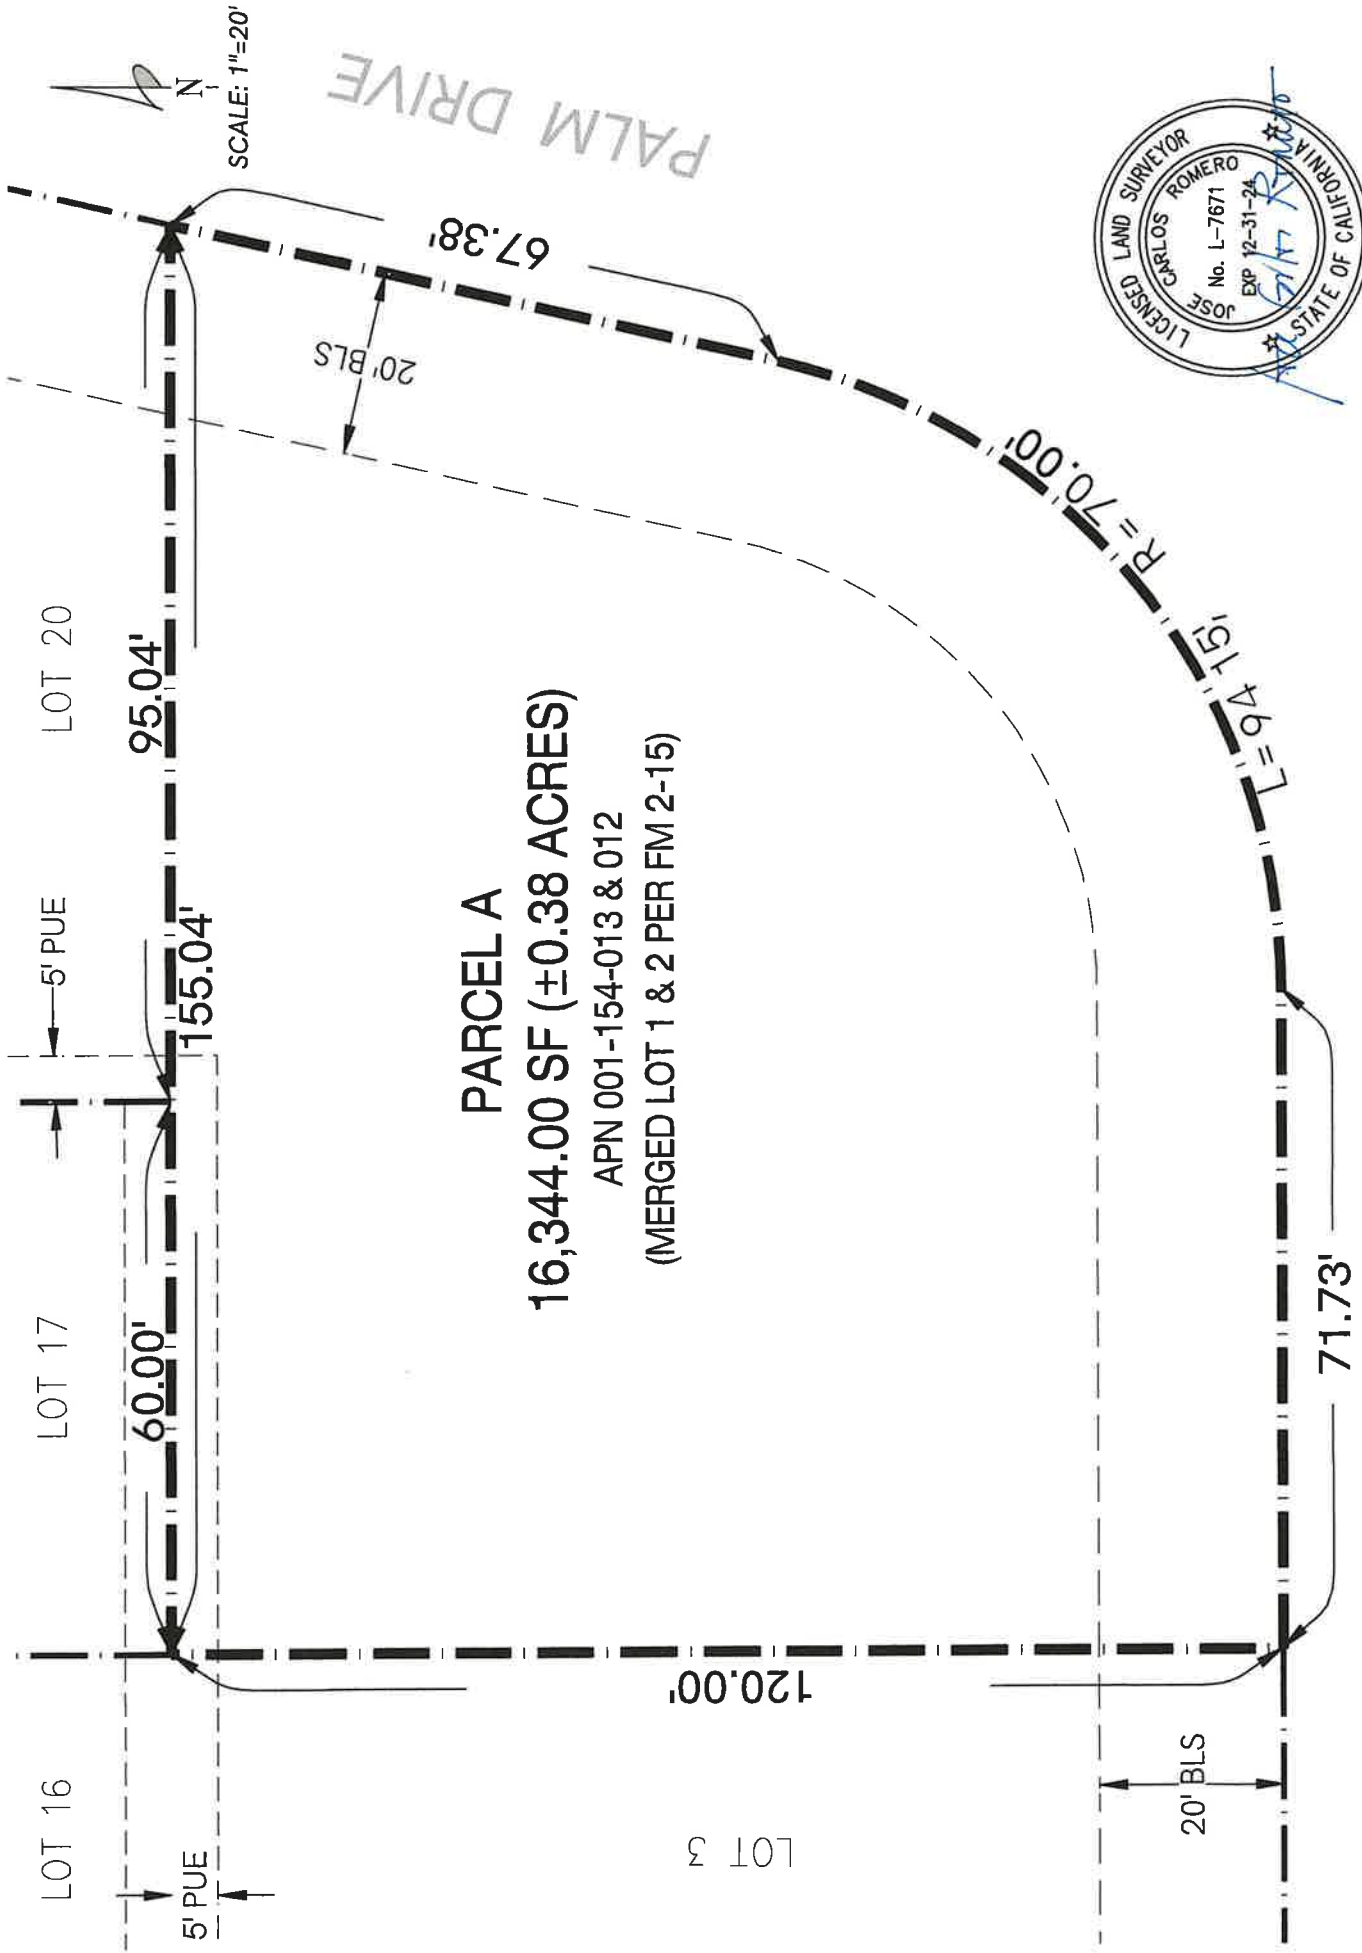 LOT 16
LOT 17
LOT 20
N
SCALE: 1"=20'
5' PUE
5' PUE
60.00'
95.04'
155.04'
PALM DRIVE
67.38'
20' BLS
PARCEL A
16,344.00 SF (±0.38 ACRES)
APN 001-154-013 & 012
(MERGED LOT 1 & 2 PER FM 2-15)
120.00'
LOT 3
R = 70.00'
L = 94.15'
20' BLS
71.73'
LICENSED LAND SURVEYOR
JOSE CARLOS ROMERO
No. L-7671
EXP 12-31-24
STATE OF CALIFORNIA